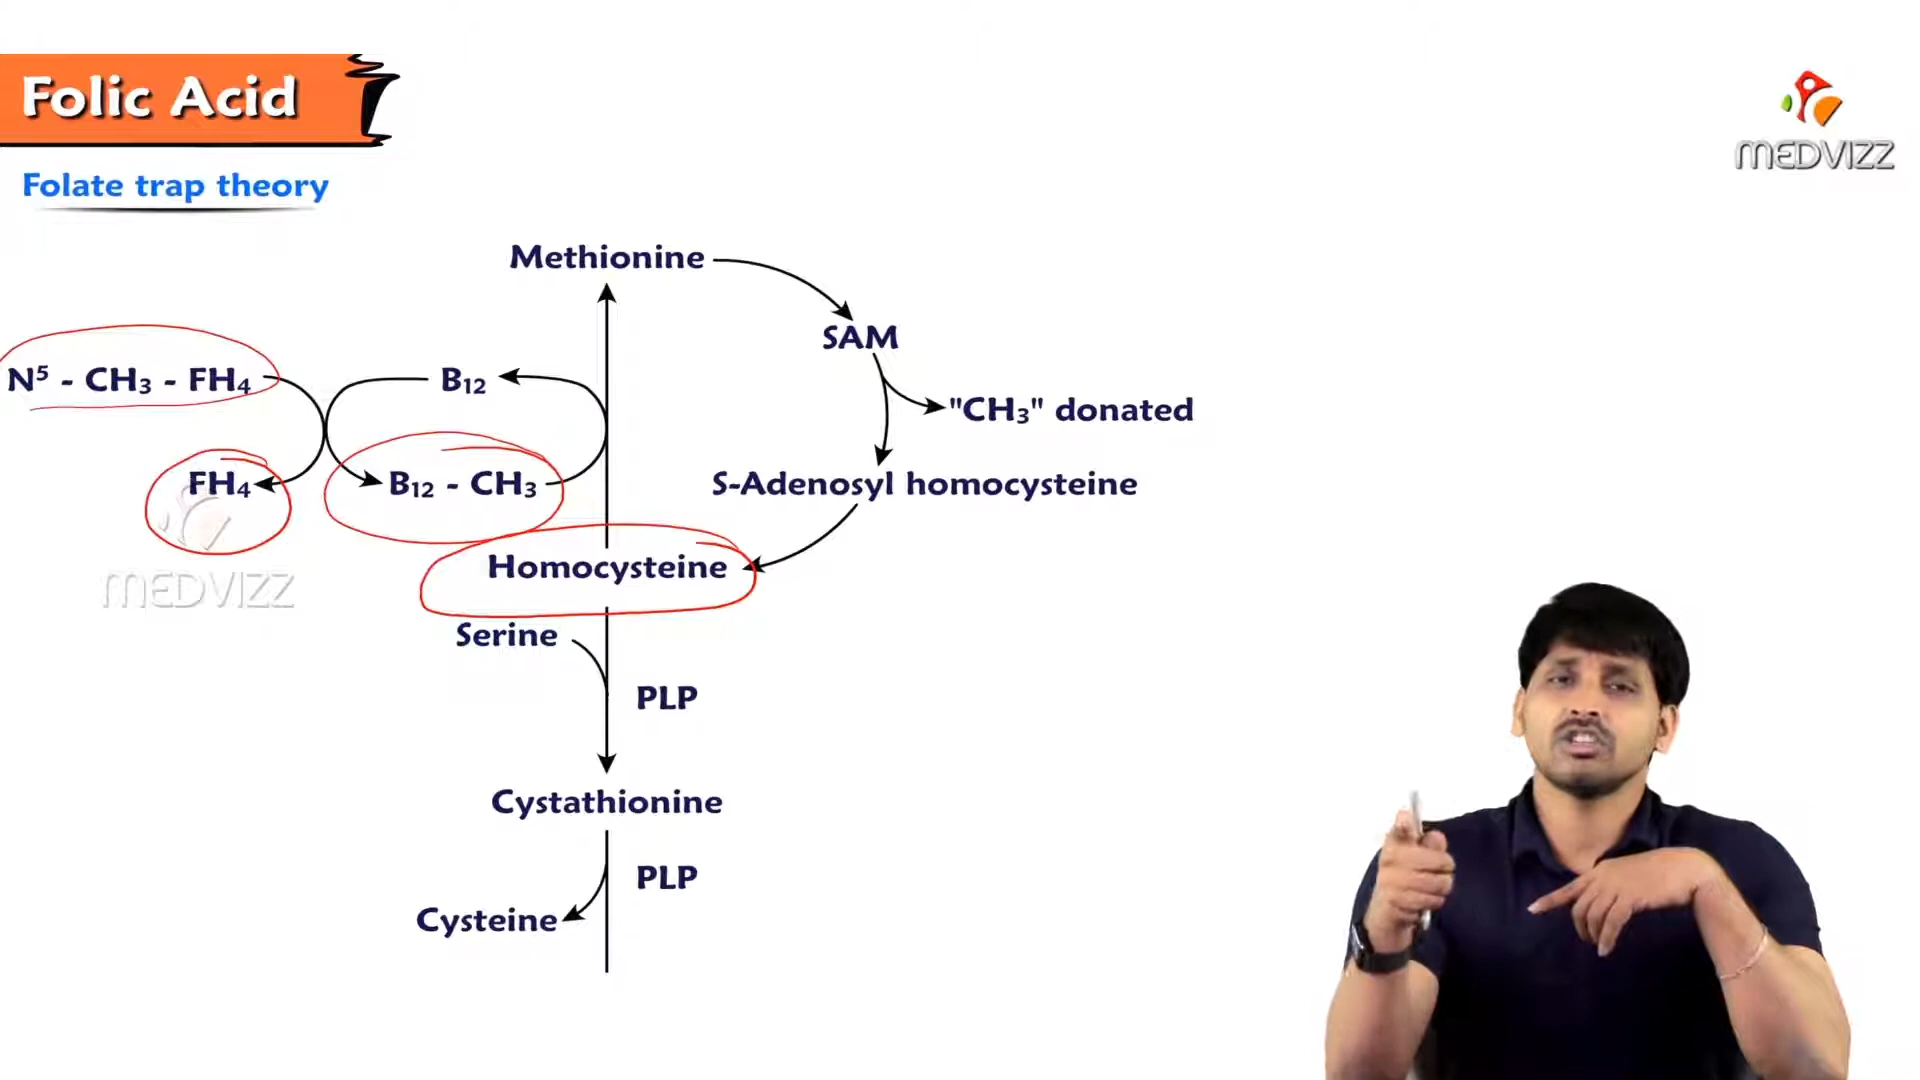 Folic Acid
MEDVIZZ
Folate trap theory
Methionine
SAM
N⁵ - CH₃ - FH₄
B₁₂
"CH₃" donated
FH₄
B₁₂ - CH₃
S-Adenosyl homocysteine
Homocysteine
MEDVIZZ
Serine
PLP
Cystathionine
PLP
Cysteine